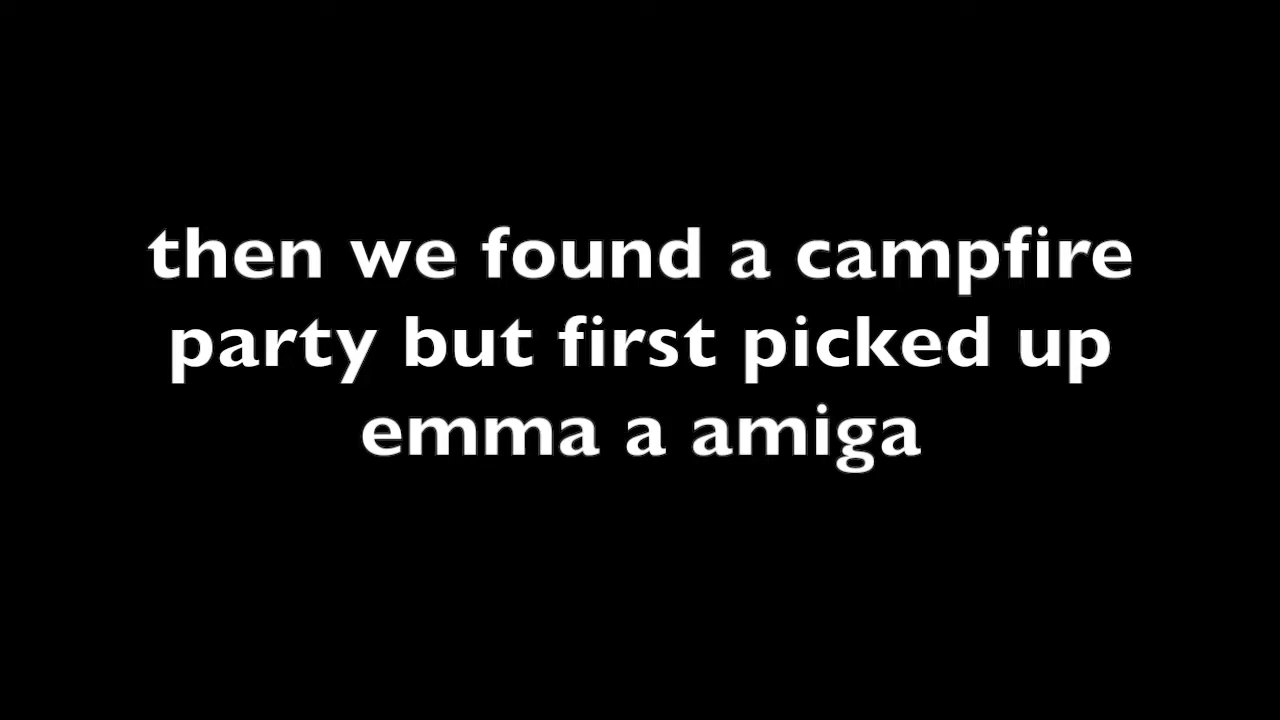 then we found a campfire
party but first picked up
emma a amiga